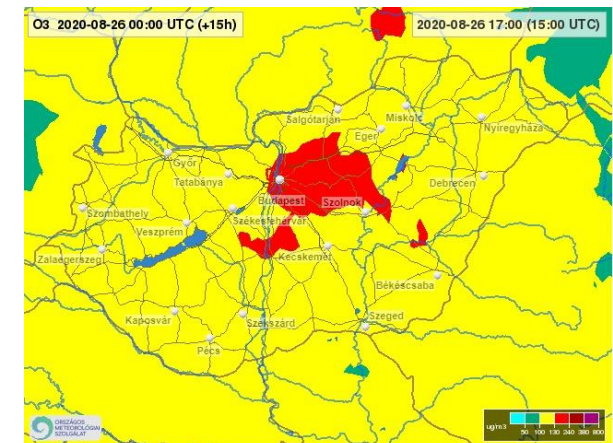 O3 2020-08-26 00:00 UTC (+15h)
2020-08-26 17:00 (15:00 UTC)
Salgótarján
Miskolc
Eger
Nyíregyháza
Győr
Tatabánya
Budapest
Szolnok
Debrecen
Szombathely
Székesfehérvár
Veszprém
Zalaegerszeg
Kecskemét
Békéscsaba
Kaposvár
Szekszárd
Szeged
Pécs
ORSZÁGOS
METEOROLÓGIAI
SZOLGÁLAT
ug/m3
50 100 130 240 380 800